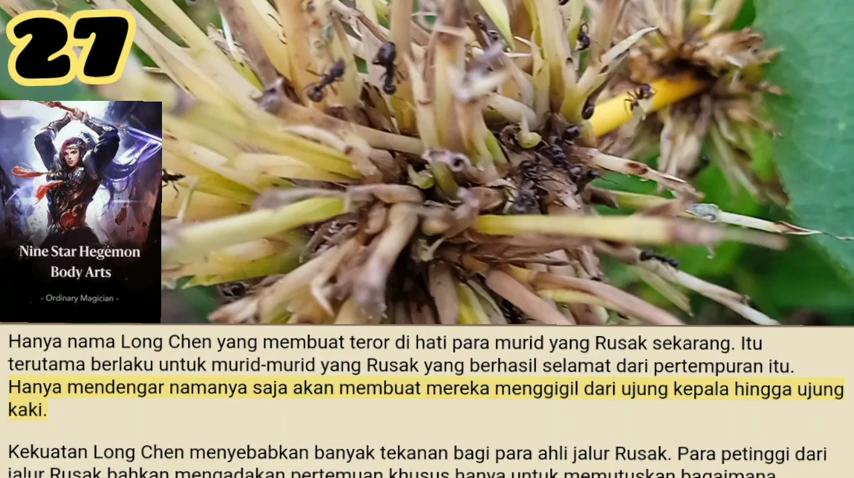 27
Nine Star Hegemon
Body Arts
- Ordinary Magician -
Hanya nama Long Chen yang membuat teror di hati para murid yang Rusak sekarang. Itu
terutama berlaku untuk murid-murid yang Rusak yang berhasil selamat dari pertempuran itu.
Hanya mendengar namanya saja akan membuat mereka menggigil dari ujung kepala hingga ujung
kaki.
Kekuatan Long Chen menyebabkan banyak tekanan bagi para ahli jalur Rusak. Para petinggi dari
jalur Rusak bahkan mengadakan pertemuan khusus hanya untuk memutuskan bagaimana